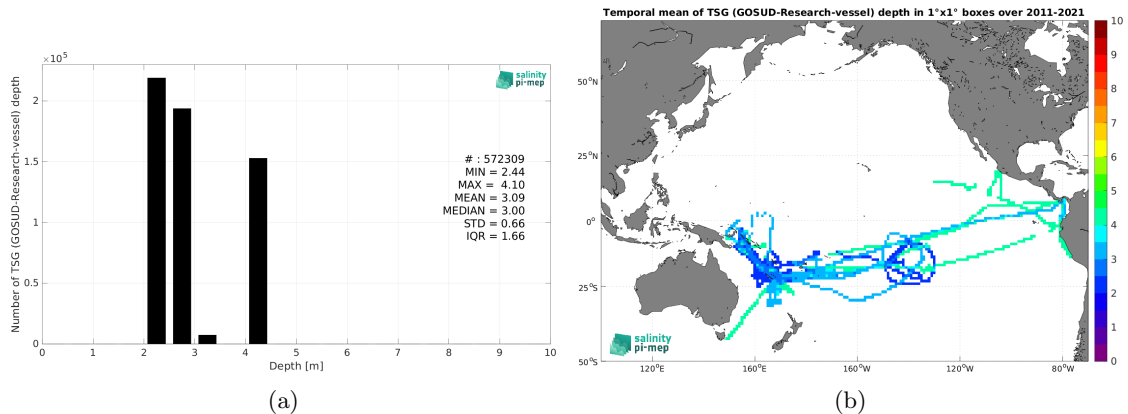 ×10⁵
Number of TSG (GOSUD-Research-vessel) depth
2
1.5
1
0.5
0
salinity
pi-mep
# : 572309
MIN = 2.44
MAX = 4.10
MEAN = 3.09
MEDIAN = 3.00
STD = 0.66
IQR = 1.66
0 1 2 3 4 5 6 7 8 9 10
Depth [m]
(a)
Temporal mean of TSG (GOSUD-Research-vessel) depth in 1°x1° boxes over 2011-2021
50°N
25°N
0°
25°S
50°S
salinity
pi-mep
120°E 160°E 160°W 120°W 80°W
10
9
8
7
6
5
4
3
2
1
0
(b)